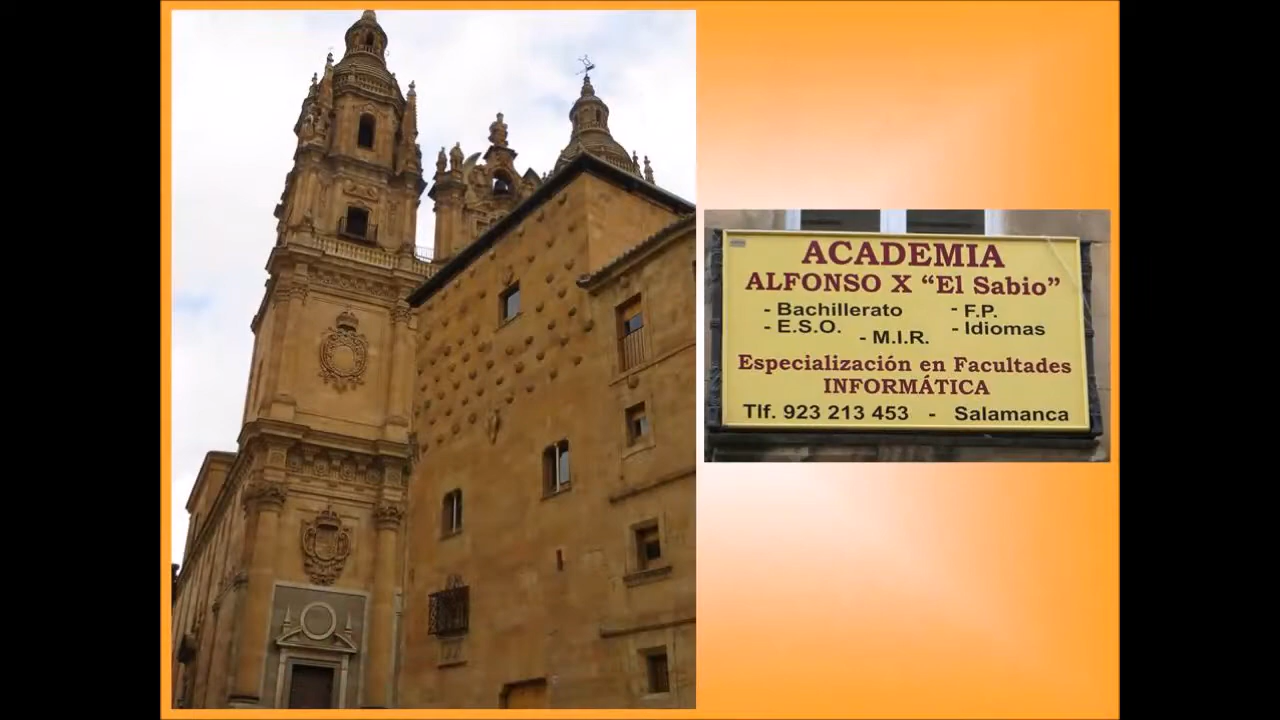 ACADEMIA
ALFONSO X “El Sabio”
- Bachillerato - F.P.
- E.S.O. - Idiomas
- M.I.R.
Especialización en Facultades
INFORMÁTICA
Tlf. 923 213 453 - Salamanca